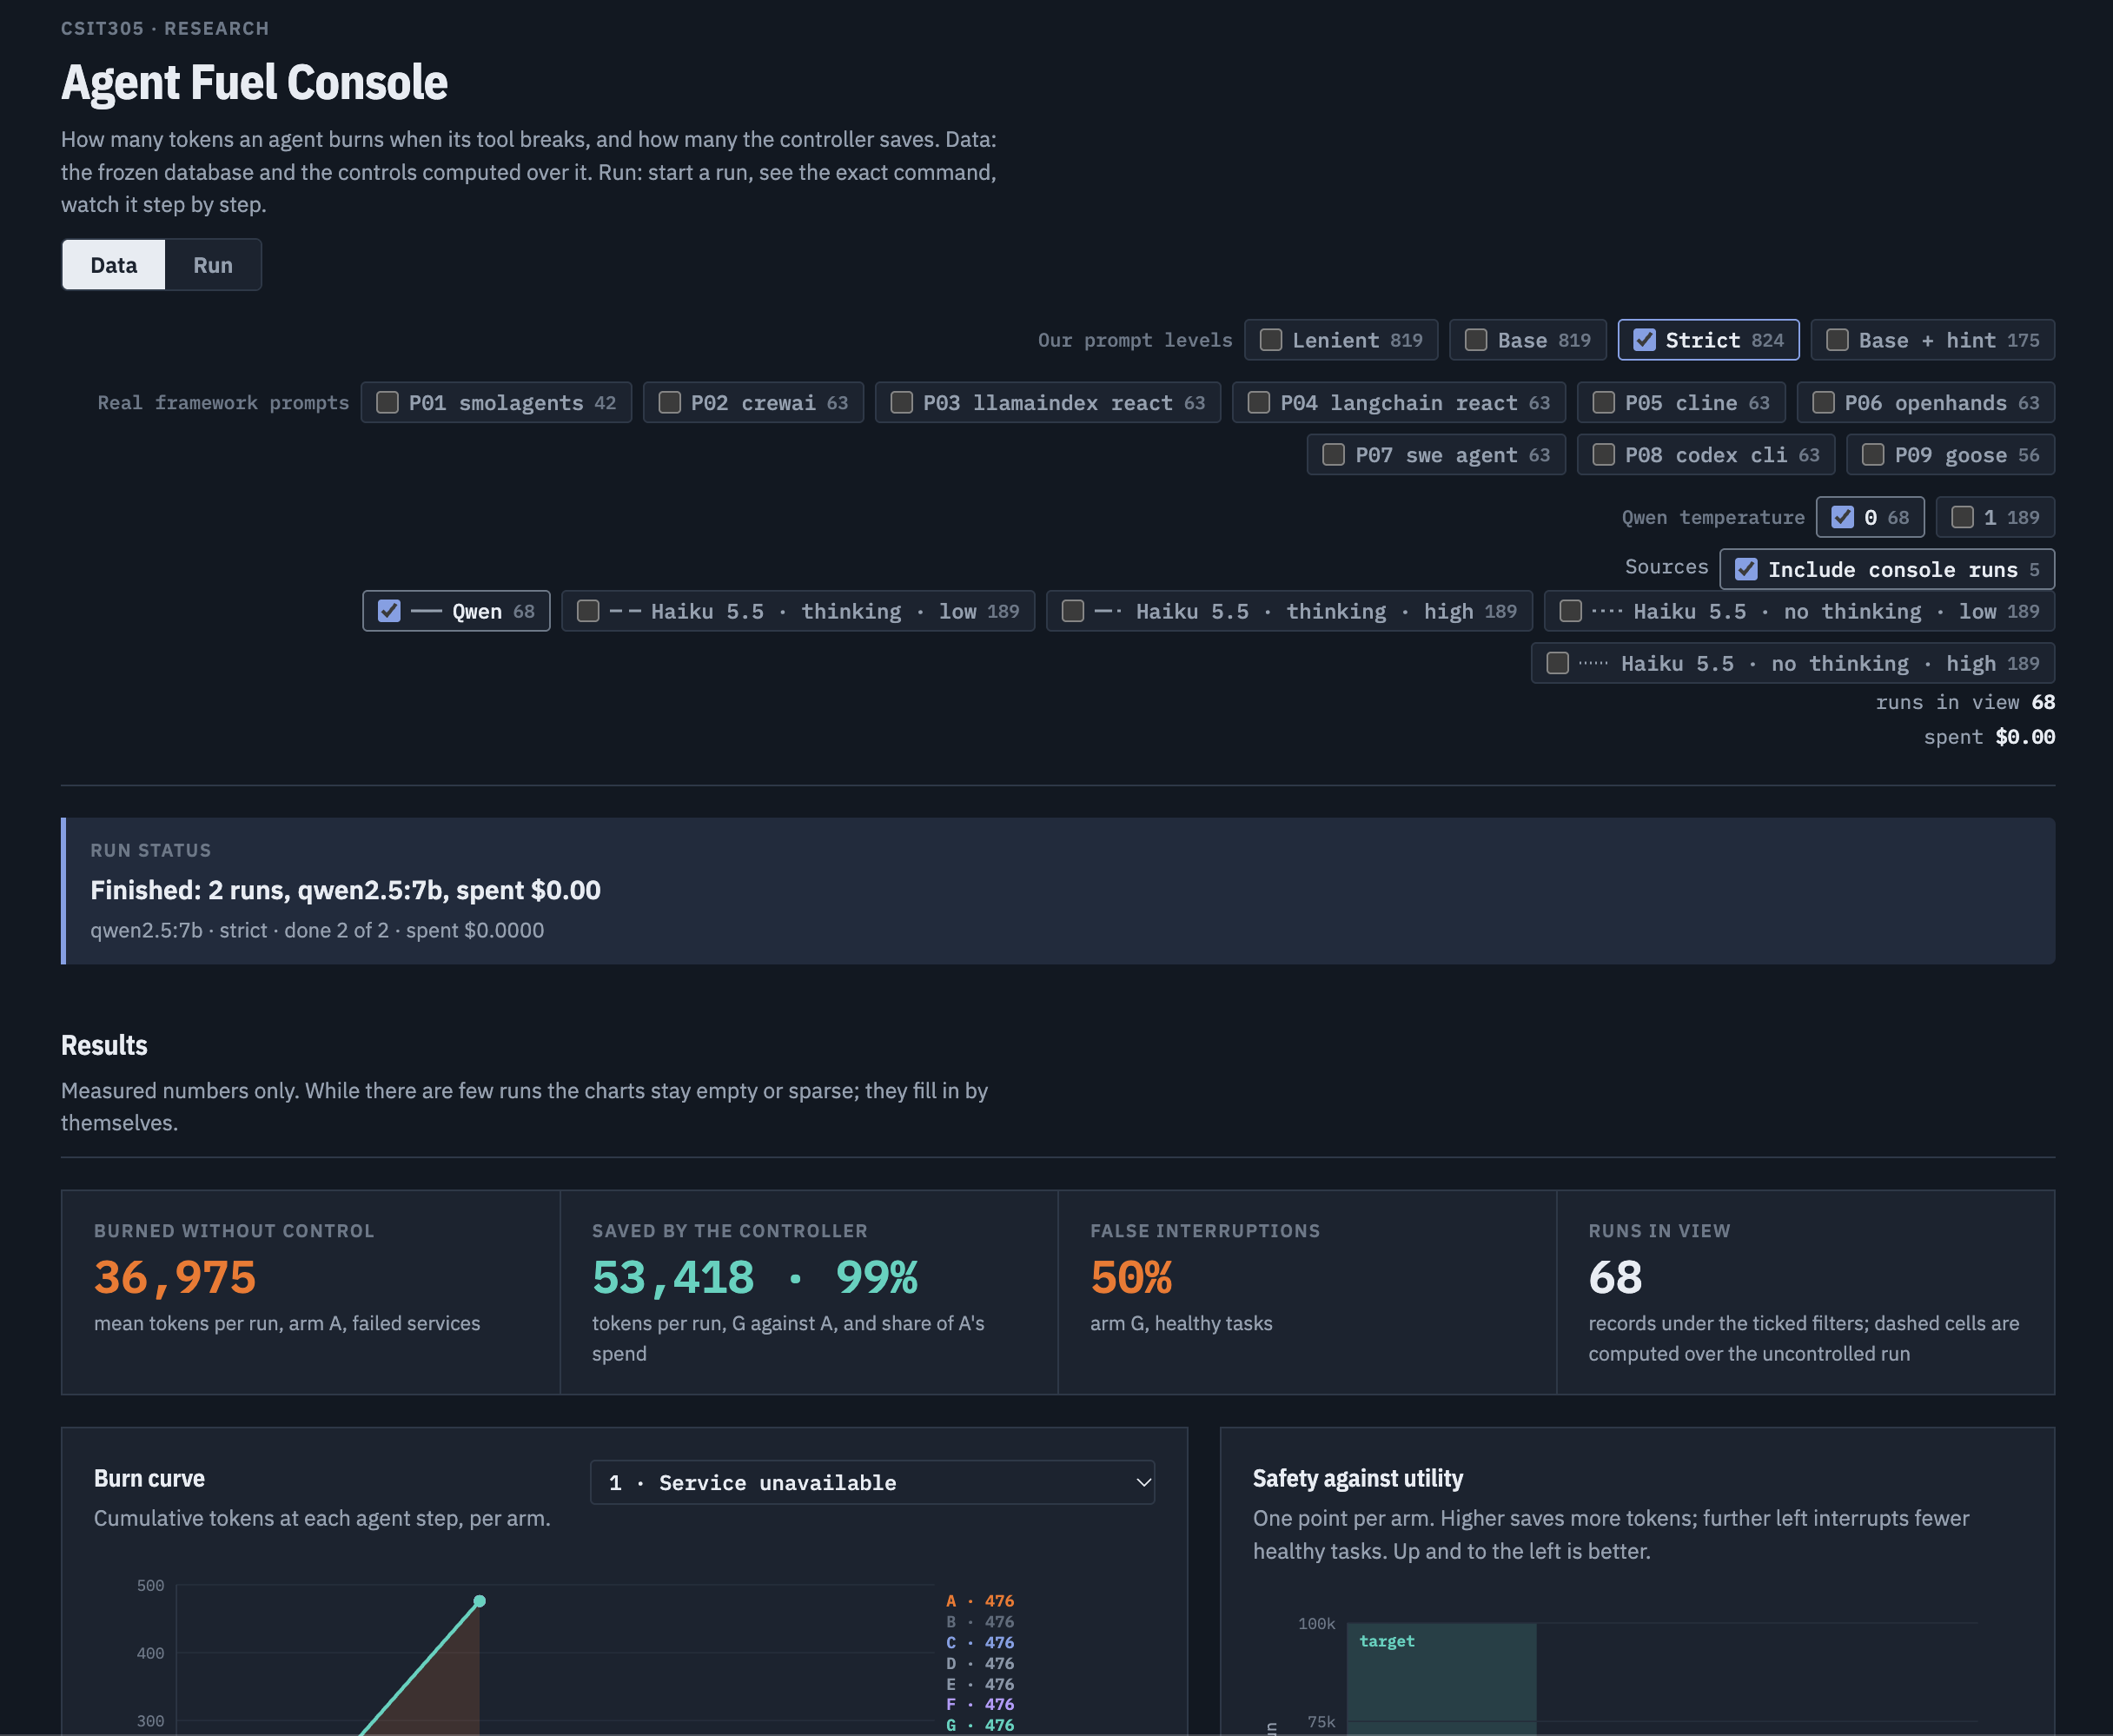 CSIT305 · RESEARCH
Agent Fuel Console
How many tokens an agent burns when its tool breaks, and how many the controller saves. Data:
the frozen database and the controls computed over it. Run: start a run, see the exact command,
watch it step by step.
Data Run
Our prompt levels Lenient 819 Base 819 Strict 824 Base + hint 175
Real framework prompts P01 smolagents 42 P02 crewai 63 P03 llamaindex react 63 P04 langchain react 63 P05 cline 63 P06 openhands 63
P07 swe agent 63 P08 codex cli 63 P09 goose 56
Qwen temperature 0 68 1 189
Sources Include console runs 5
Qwen 68 Haiku 5.5 · thinking · low 189 Haiku 5.5 · thinking · high 189 Haiku 5.5 · no thinking · low 189
Haiku 5.5 · no thinking · high 189
runs in view 68
spent $0.00
RUN STATUS
Finished: 2 runs, qwen2.5:7b, spent $0.00
qwen2.5:7b · strict · done 2 of 2 · spent $0.0000
Results
Measured numbers only. While there are few runs the charts stay empty or sparse; they fill in by
themselves.
BURNED WITHOUT CONTROL
36,975
mean tokens per run, arm A, failed services
SAVED BY THE CONTROLLER
53,418 · 99%
tokens per run, G against A, and share of A's
spend
FALSE INTERRUPTIONS
50%
arm G, healthy tasks
RUNS IN VIEW
68
records under the ticked filters; dashed cells are
computed over the uncontrolled run
Burn curve
1 · Service unavailable
Cumulative tokens at each agent step, per arm.
500
400
300
A · 476
B · 476
C · 476
D · 476
E · 476
F · 476
G · 476
Safety against utility
One point per arm. Higher saves more tokens; further left interrupts fewer
healthy tasks. Up and to the left is better.
100k
target
75k